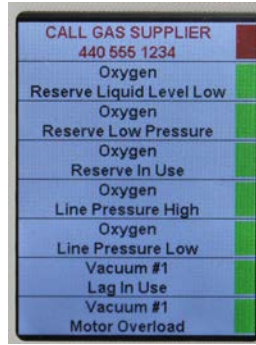 CALL GAS SUPPLIER
440 555 1234
Oxygen
Reserve Liquid Level Low
Oxygen
Reserve Low Pressure
Oxygen
Reserve In Use
Oxygen
Line Pressure High
Oxygen
Line Pressure Low
Vacuum #1
Lag In Use
Vacuum #1
Motor Overload